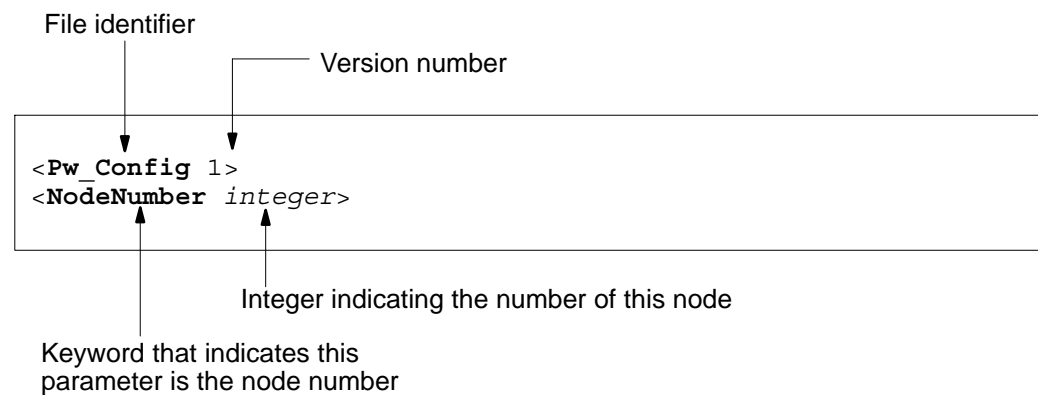 File identifier
Version number
<Pw_Config 1>
<NodeNumber integer>
Integer indicating the number of this node
Keyword that indicates this
parameter is the node number